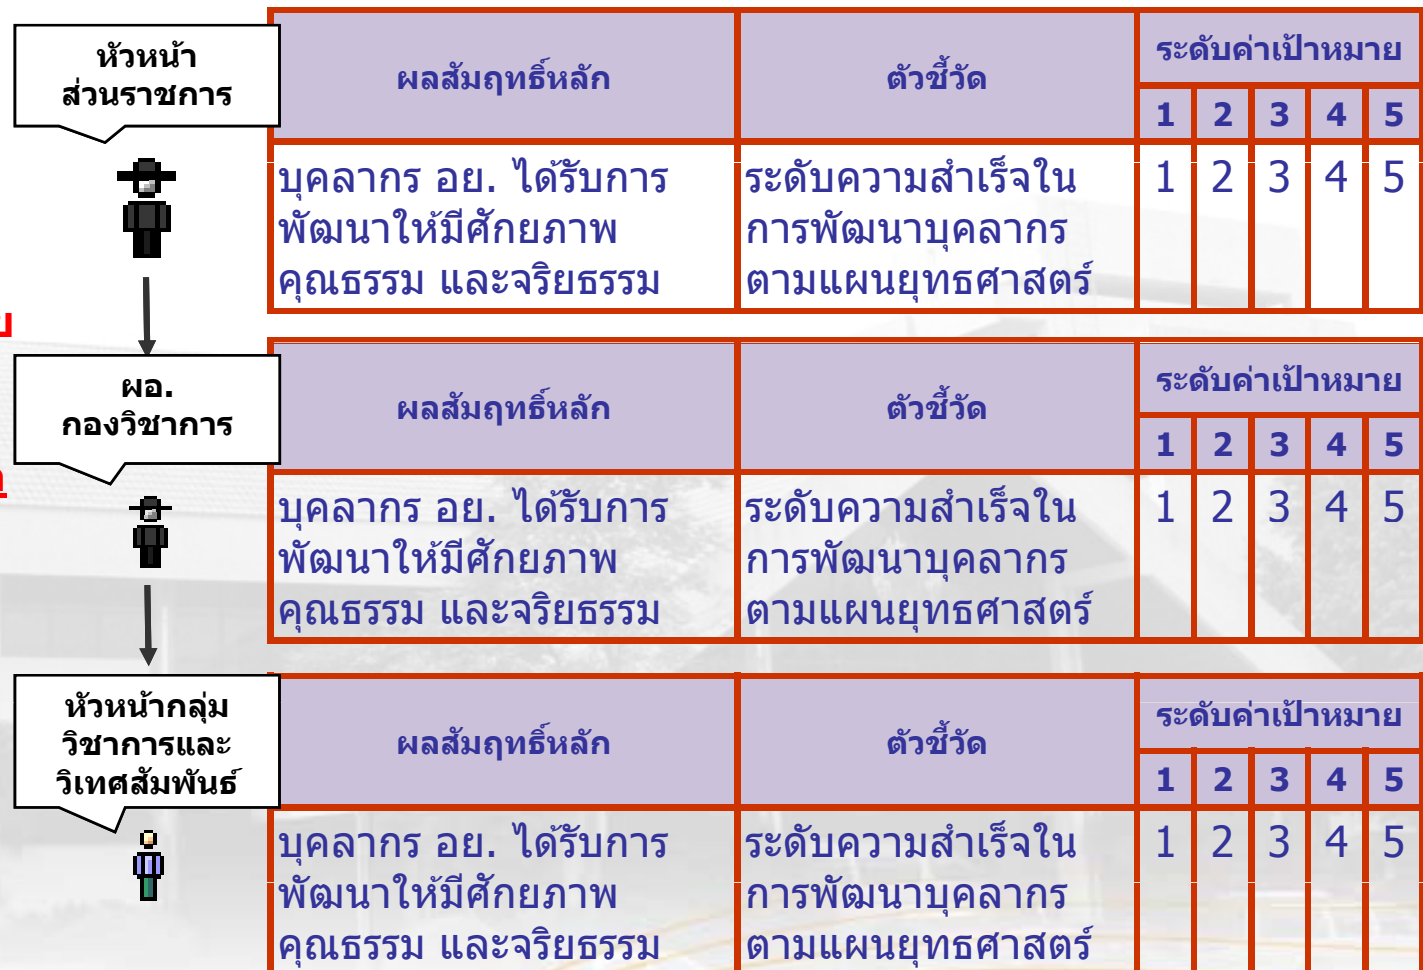 หัวหน้า
ส่วนราชการ
ผลสัมฤทธิ์หลัก ตัวชี้วัด ระดับค่าเป้าหมาย
1 2 3 4 5
บุคลากร อย. ได้รับการ ระดับความสำเร็จใน 1 2 3 4 5
พัฒนาให้มีศักยภาพ การพัฒนาบุคลากร
คุณธรรม และจริยธรรม ตามแผนยุทธศาสตร์
ผอ.
กองวิชาการ
ผลสัมฤทธิ์หลัก ตัวชี้วัด ระดับค่าเป้าหมาย
1 2 3 4 5
บุคลากร อย. ได้รับการ ระดับความสำเร็จใน 1 2 3 4 5
พัฒนาให้มีศักยภาพ การพัฒนาบุคลากร
คุณธรรม และจริยธรรม ตามแผนยุทธศาสตร์
หัวหน้ากลุ่ม
วิชาการและ
วิเทศสัมพันธ์
ผลสัมฤทธิ์หลัก ตัวชี้วัด ระดับค่าเป้าหมาย
1 2 3 4 5
บุคลากร อย. ได้รับการ ระดับความสำเร็จใน 1 2 3 4 5
พัฒนาให้มีศักยภาพ การพัฒนาบุคลากร
คุณธรรม และจริยธรรม ตามแผนยุทธศาสตร์